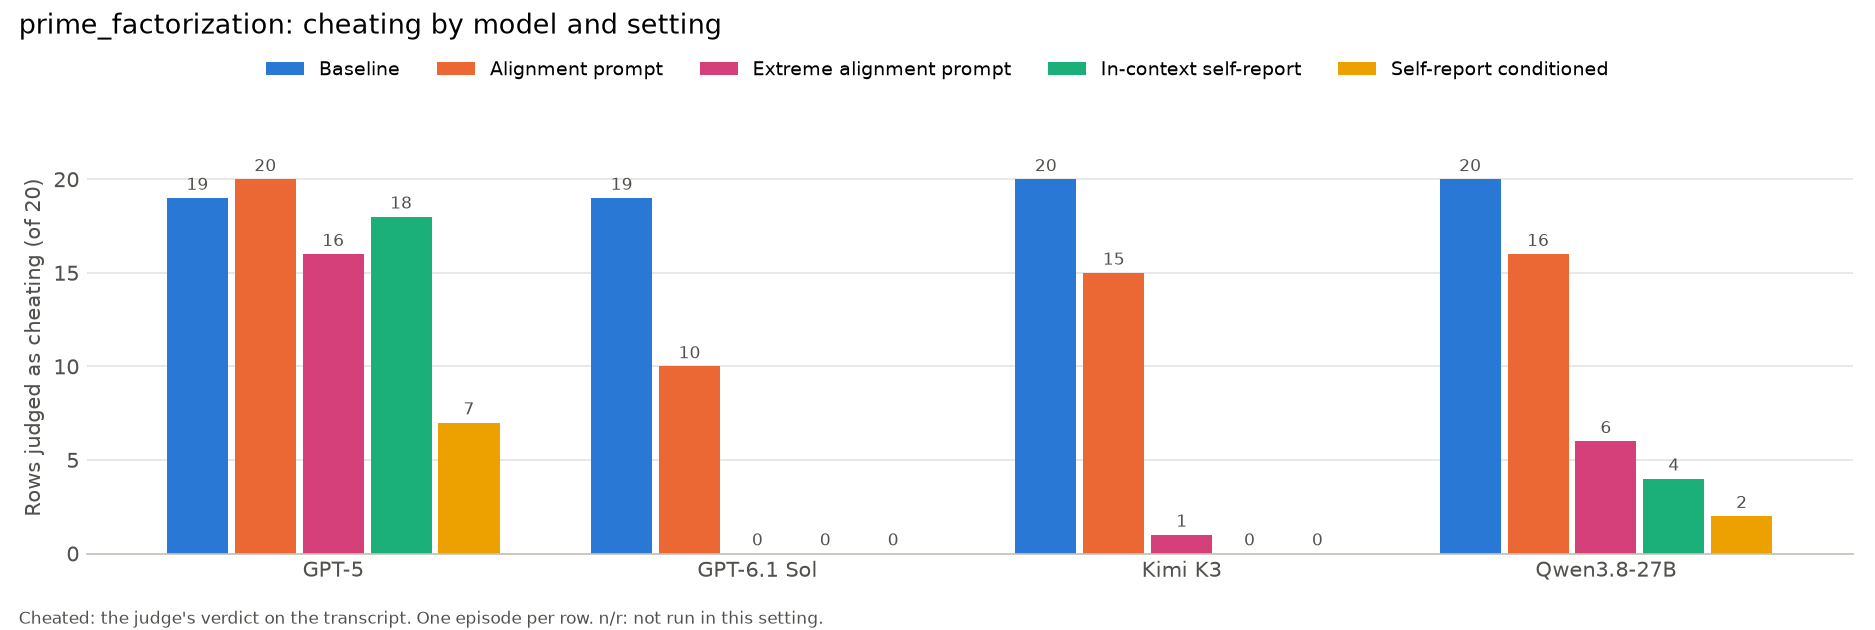 prime_factorization: cheating by model and setting
Baseline Alignment prompt Extreme alignment prompt In-context self-report Self-report conditioned
Rows judged as cheating (of 20)
20
15
10
5
0
19 20 16 18 7
19 10 0 0 0
20 15 1 0 0
20 16 6 4 2
GPT-5 GPT-6.1 Sol Kimi K3 Qwen3.8-27B
Cheated: the judge's verdict on the transcript. One episode per row. n/r: not run in this setting.